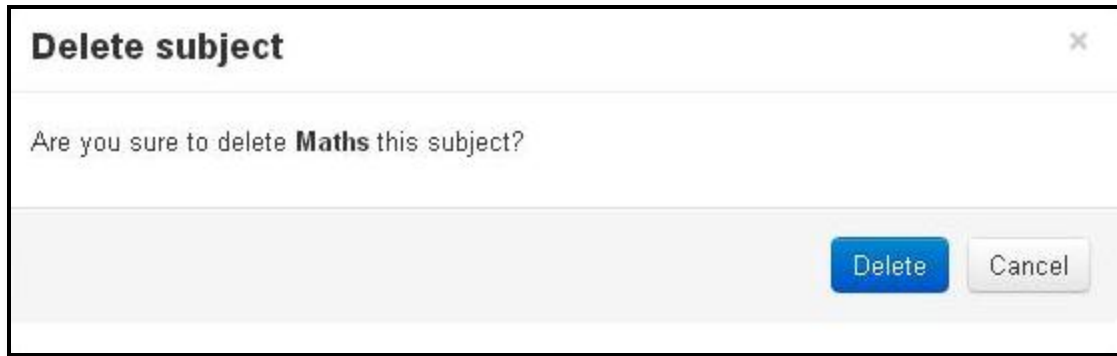 Delete subject ×
Are you sure to delete Maths this subject?
Delete Cancel